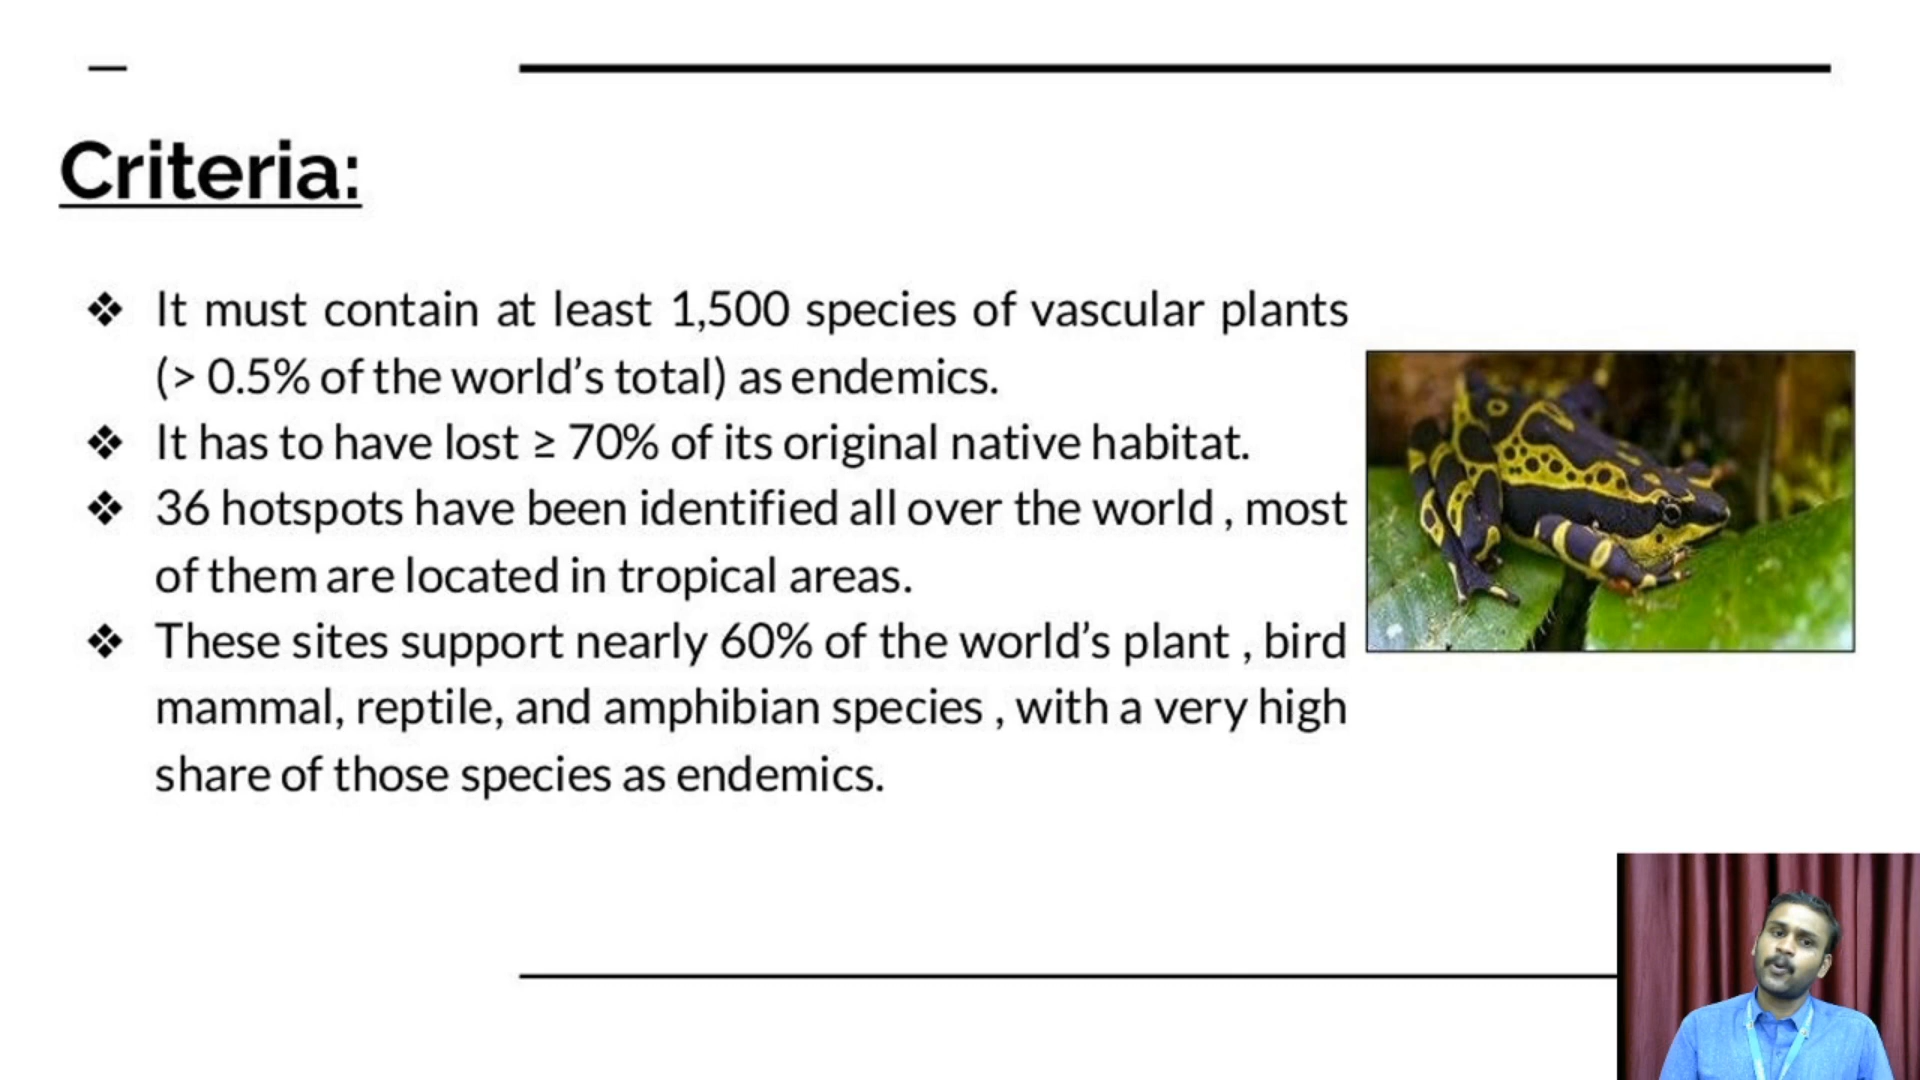 Criteria:
❖ It must contain at least 1,500 species of vascular plants
(> 0.5% of the world’s total) as endemics.
❖ It has to have lost ≥ 70% of its original native habitat.
❖ 36 hotspots have been identified all over the world , most
of them are located in tropical areas.
❖ These sites support nearly 60% of the world’s plant , bird
mammal, reptile, and amphibian species , with a very high
share of those species as endemics.